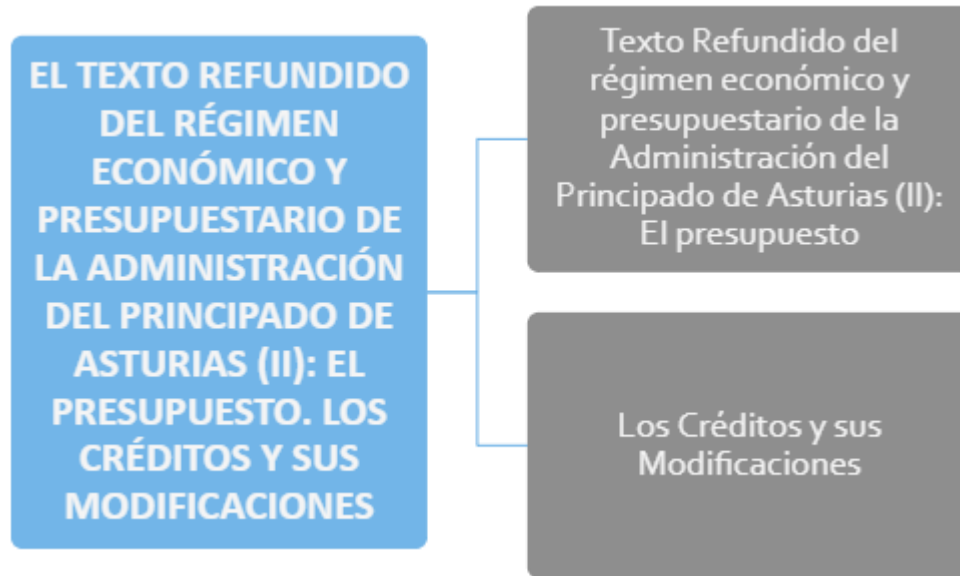 EL TEXTO REFUNDIDO
DEL RÉGIMEN
ECONÓMICO Y
PRESUPUESTARIO DE
LA ADMINISTRACIÓN
DEL PRINCIPADO DE
ASTURIAS (II): EL
PRESUPUESTO. LOS
CRÉDITOS Y SUS
MODIFICACIONES
Texto Refundido del
régimen económico y
presupuestario de la
Administración del
Principado de Asturias (II):
El presupuesto
Los Créditos y sus
Modificaciones